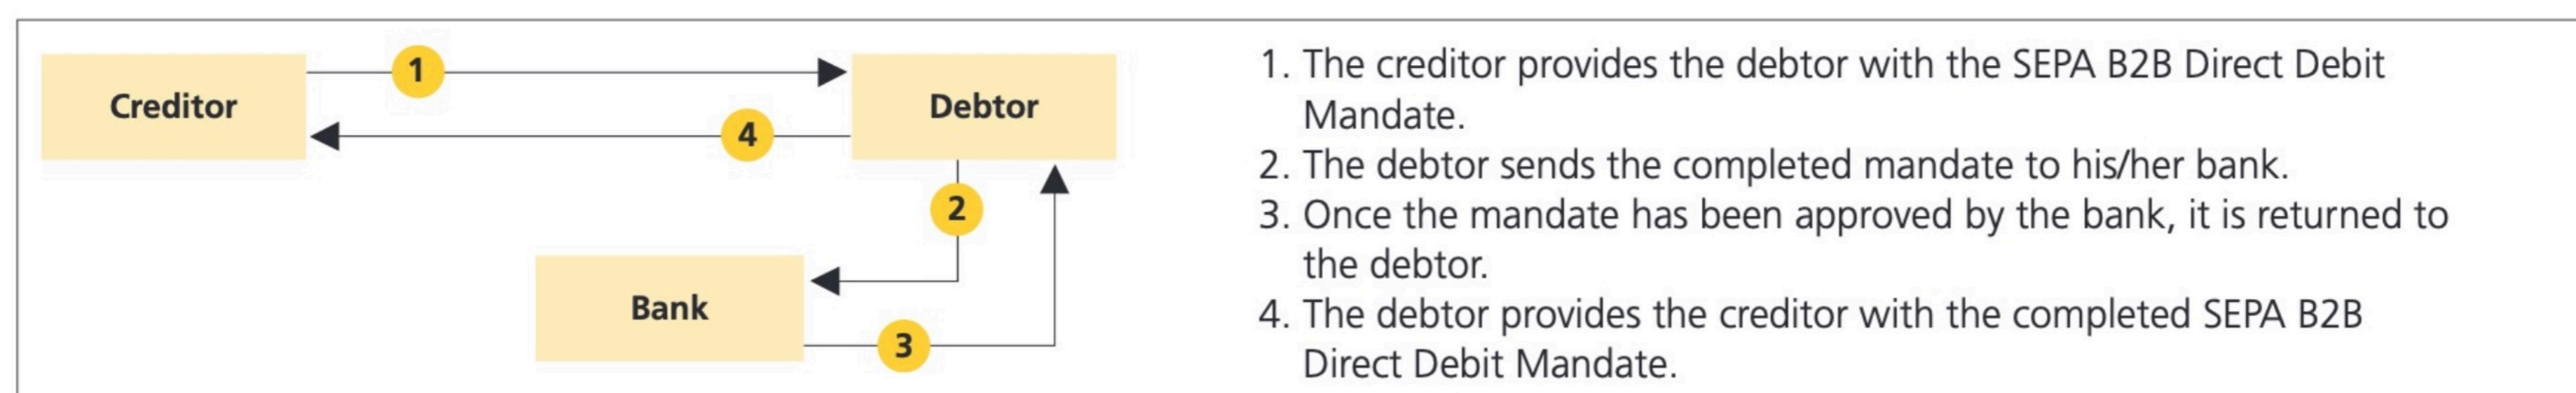 Creditor
1
Debtor
4
2
Bank
3
1. The creditor provides the debtor with the SEPA B2B Direct Debit
Mandate.
2. The debtor sends the completed mandate to his/her bank.
3. Once the mandate has been approved by the bank, it is returned to
the debtor.
4. The debtor provides the creditor with the completed SEPA B2B
Direct Debit Mandate.